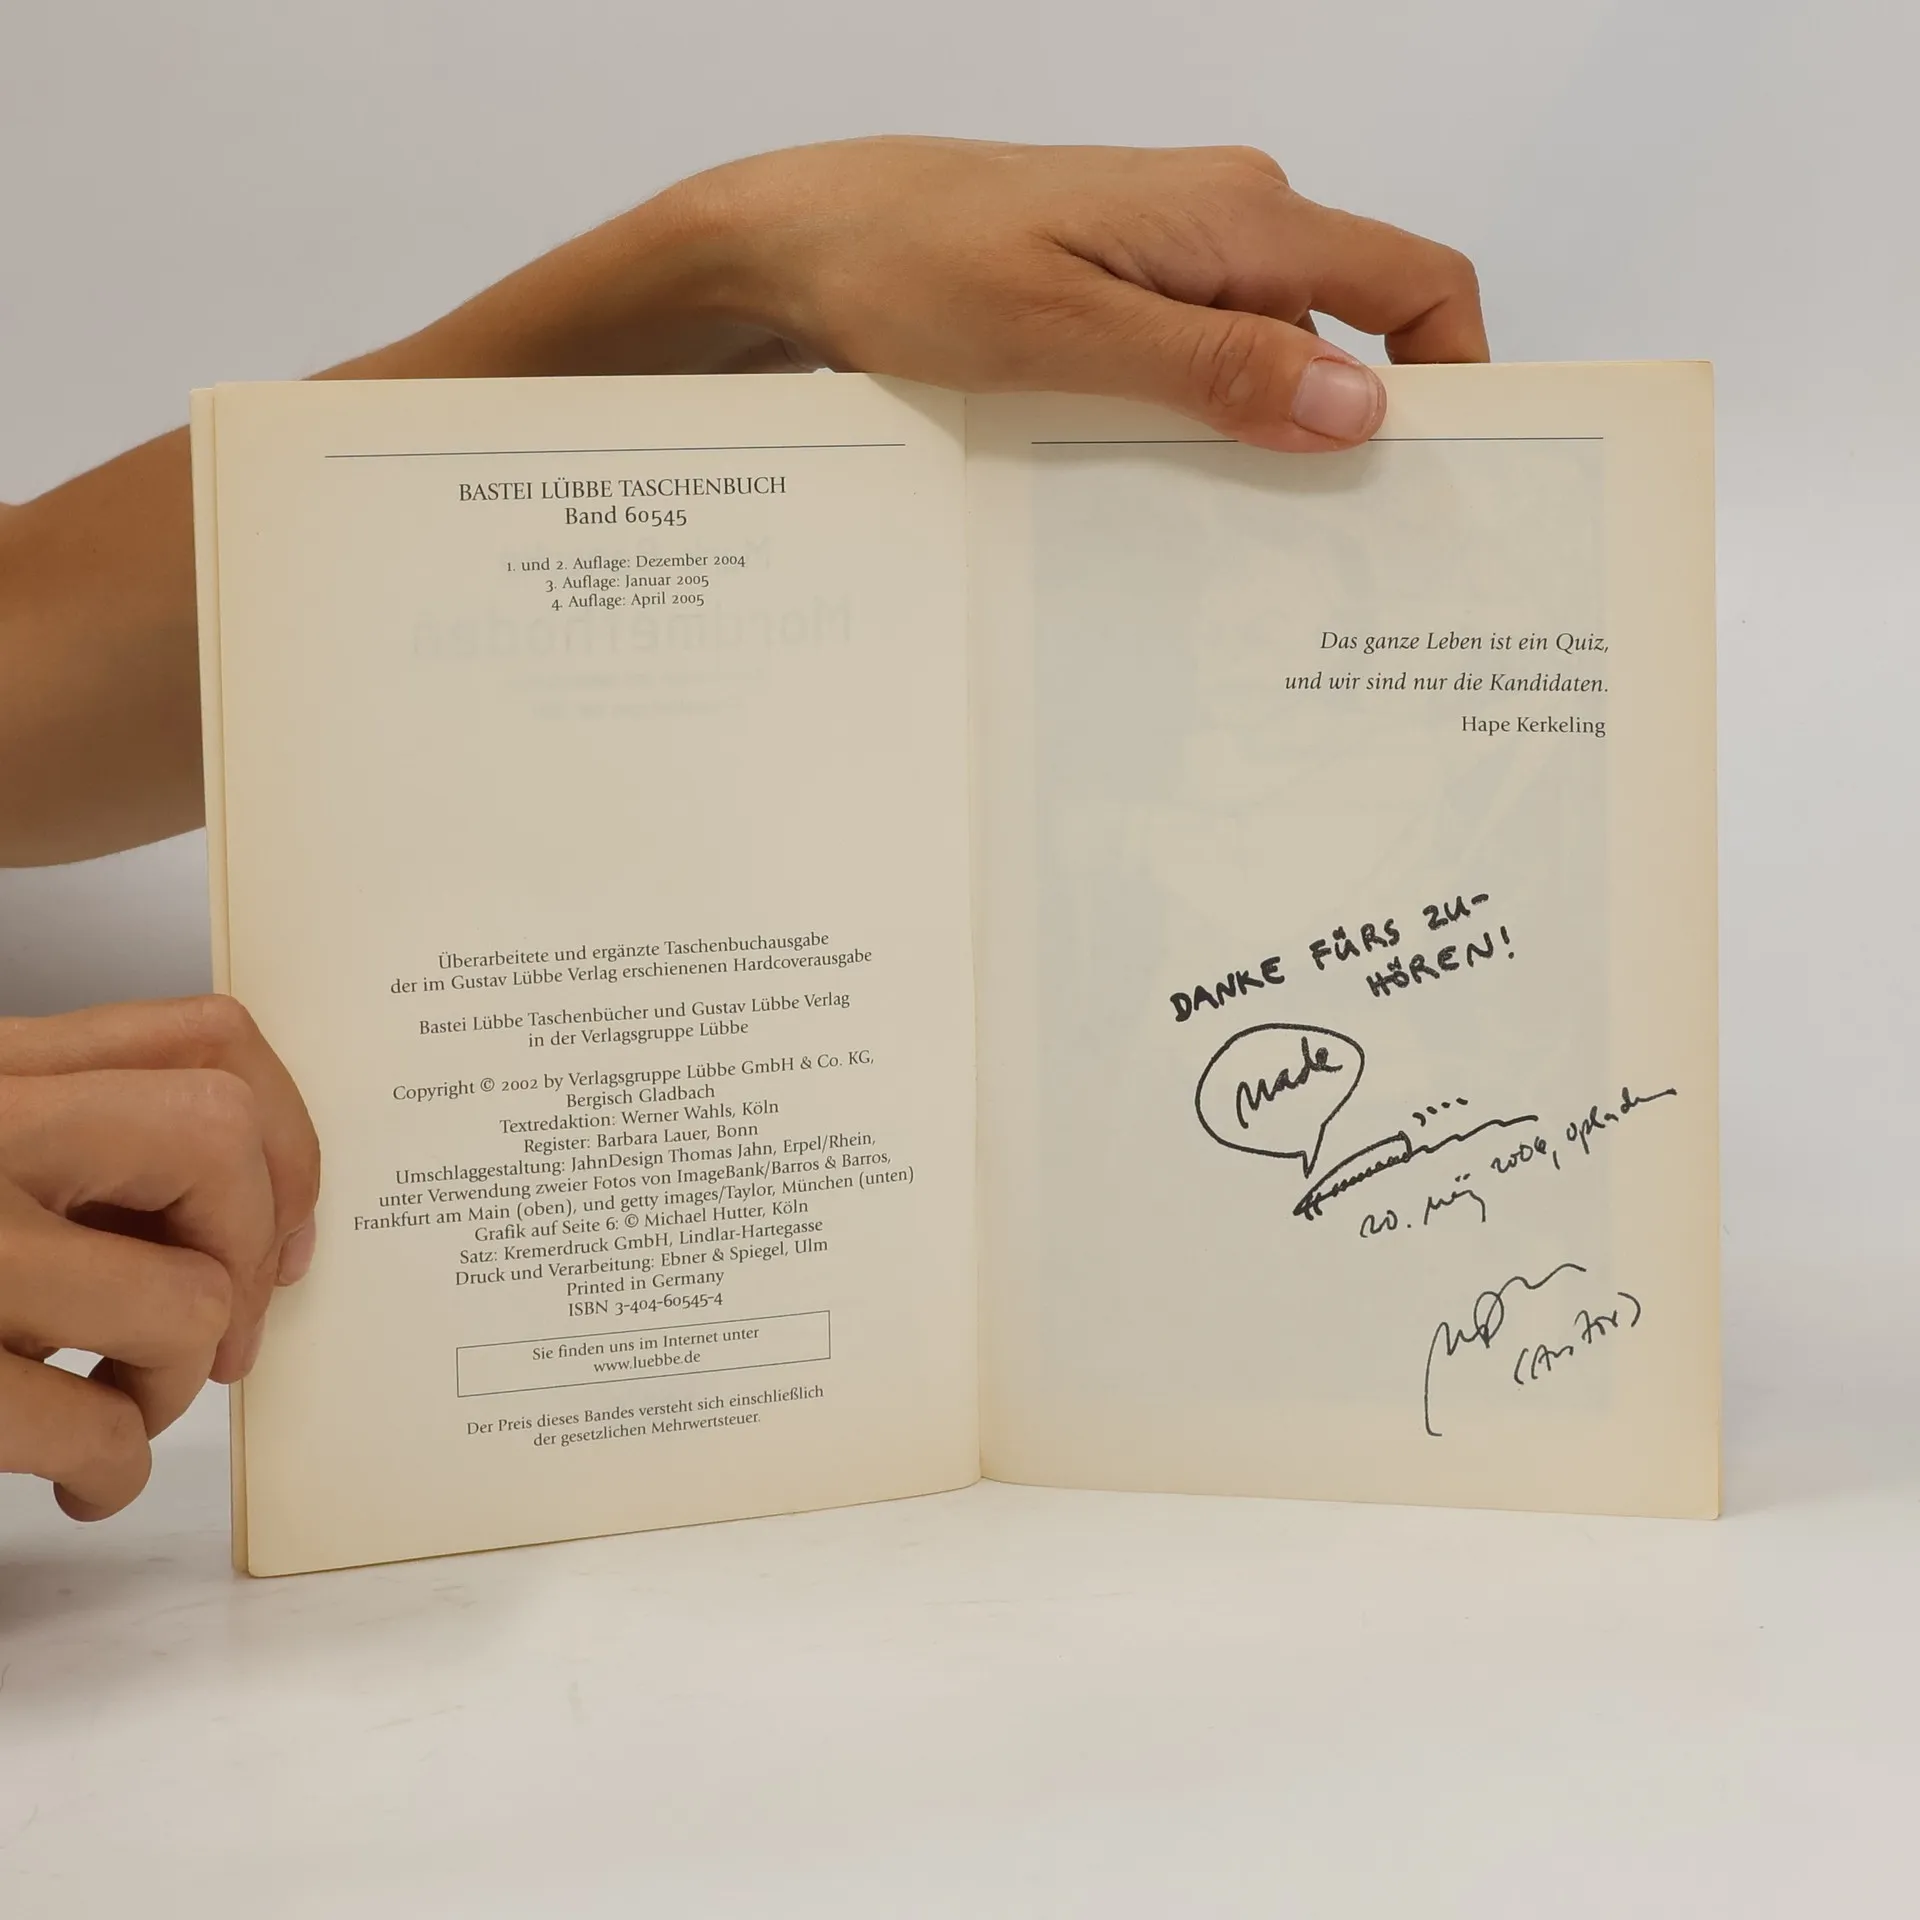 BASTEI LÜBBE TASCHENBUCH
Band 60545
1. und 2. Auflage: Dezember 2004
3. Auflage: Januar 2005
4. Auflage: April 2005
Überarbeitete und ergänzte Taschenbuchausgabe
der im Gustav Lübbe Verlag erschienenen Hardcoverausgabe
Bastei Lübbe Taschenbücher und Gustav Lübbe Verlag
in der Verlagsgruppe Lübbe
Copyright © 2002 by Verlagsgruppe Lübbe GmbH & Co. KG,
Bergisch Gladbach
Textredaktion: Werner Wahls, Köln
Register: Barbara Lauer, Bonn
Umschlaggestaltung: JahnDesign Thomas Jahn, Erpel/Rhein,
unter Verwendung zweier Fotos von ImageBank/Barros & Barros,
Frankfurt am Main (oben), und getty images/Taylor, München (unten)
Grafik auf Seite 6: © Michael Hutter, Köln
Satz: Kremerdruck GmbH, Lindlar-Hartegasse
Druck und Verarbeitung: Ebner & Spiegel, Ulm
Printed in Germany
ISBN 3-404-60545-4
Sie finden uns im Internet unter
www.luebbe.de
Der Preis dieses Bandes versteht sich einschließlich
der gesetzlichen Mehrwertsteuer.
Das ganze Leben ist ein Quiz,
und wir sind nur die Kandidaten.
Hape Kerkeling
DANKE FÜRS ZU-
HÖREN!
Made
20. März 2006,